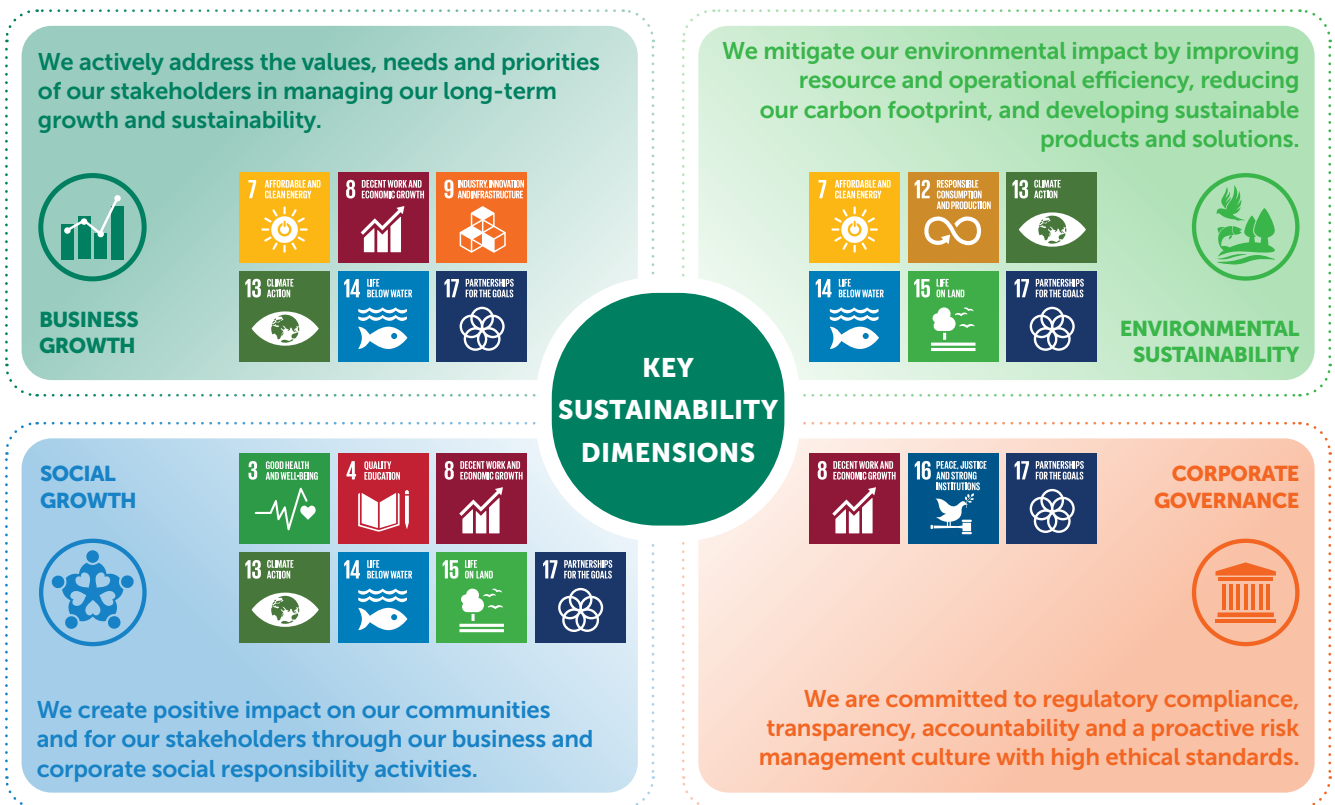 We actively address the values, needs and priorities
of our stakeholders in managing our long-term
growth and sustainability.
7 AFFORDABLE AND
CLEAN ENERGY
8 DECENT WORK AND
ECONOMIC GROWTH
9 INDUSTRY, INNOVATION
AND INFRASTRUCTURE
13 CLIMATE
ACTION
14 LIFE
BELOW WATER
17 PARTNERSHIPS
FOR THE GOALS
BUSINESS
GROWTH
We mitigate our environmental impact by improving
resource and operational efficiency, reducing
our carbon footprint, and developing sustainable
products and solutions.
7 AFFORDABLE AND
CLEAN ENERGY
12 RESPONSIBLE
CONSUMPTION
AND PRODUCTION
13 CLIMATE
ACTION
14 LIFE
BELOW WATER
15 LIFE
ON LAND
17 PARTNERSHIPS
FOR THE GOALS
ENVIRONMENTAL
SUSTAINABILITY
KEY
SUSTAINABILITY
DIMENSIONS
SOCIAL
GROWTH
3 GOOD HEALTH
AND WELL-BEING
4 QUALITY
EDUCATION
8 DECENT WORK AND
ECONOMIC GROWTH
13 CLIMATE
ACTION
14 LIFE
BELOW WATER
15 LIFE
ON LAND
17 PARTNERSHIPS
FOR THE GOALS
We create positive impact on our communities
and for our stakeholders through our business and
corporate social responsibility activities.
8 DECENT WORK AND
ECONOMIC GROWTH
16 PEACE, JUSTICE
AND STRONG
INSTITUTIONS
17 PARTNERSHIPS
FOR THE GOALS
CORPORATE
GOVERNANCE
We are committed to regulatory compliance,
transparency, accountability and a proactive risk
management culture with high ethical standards.